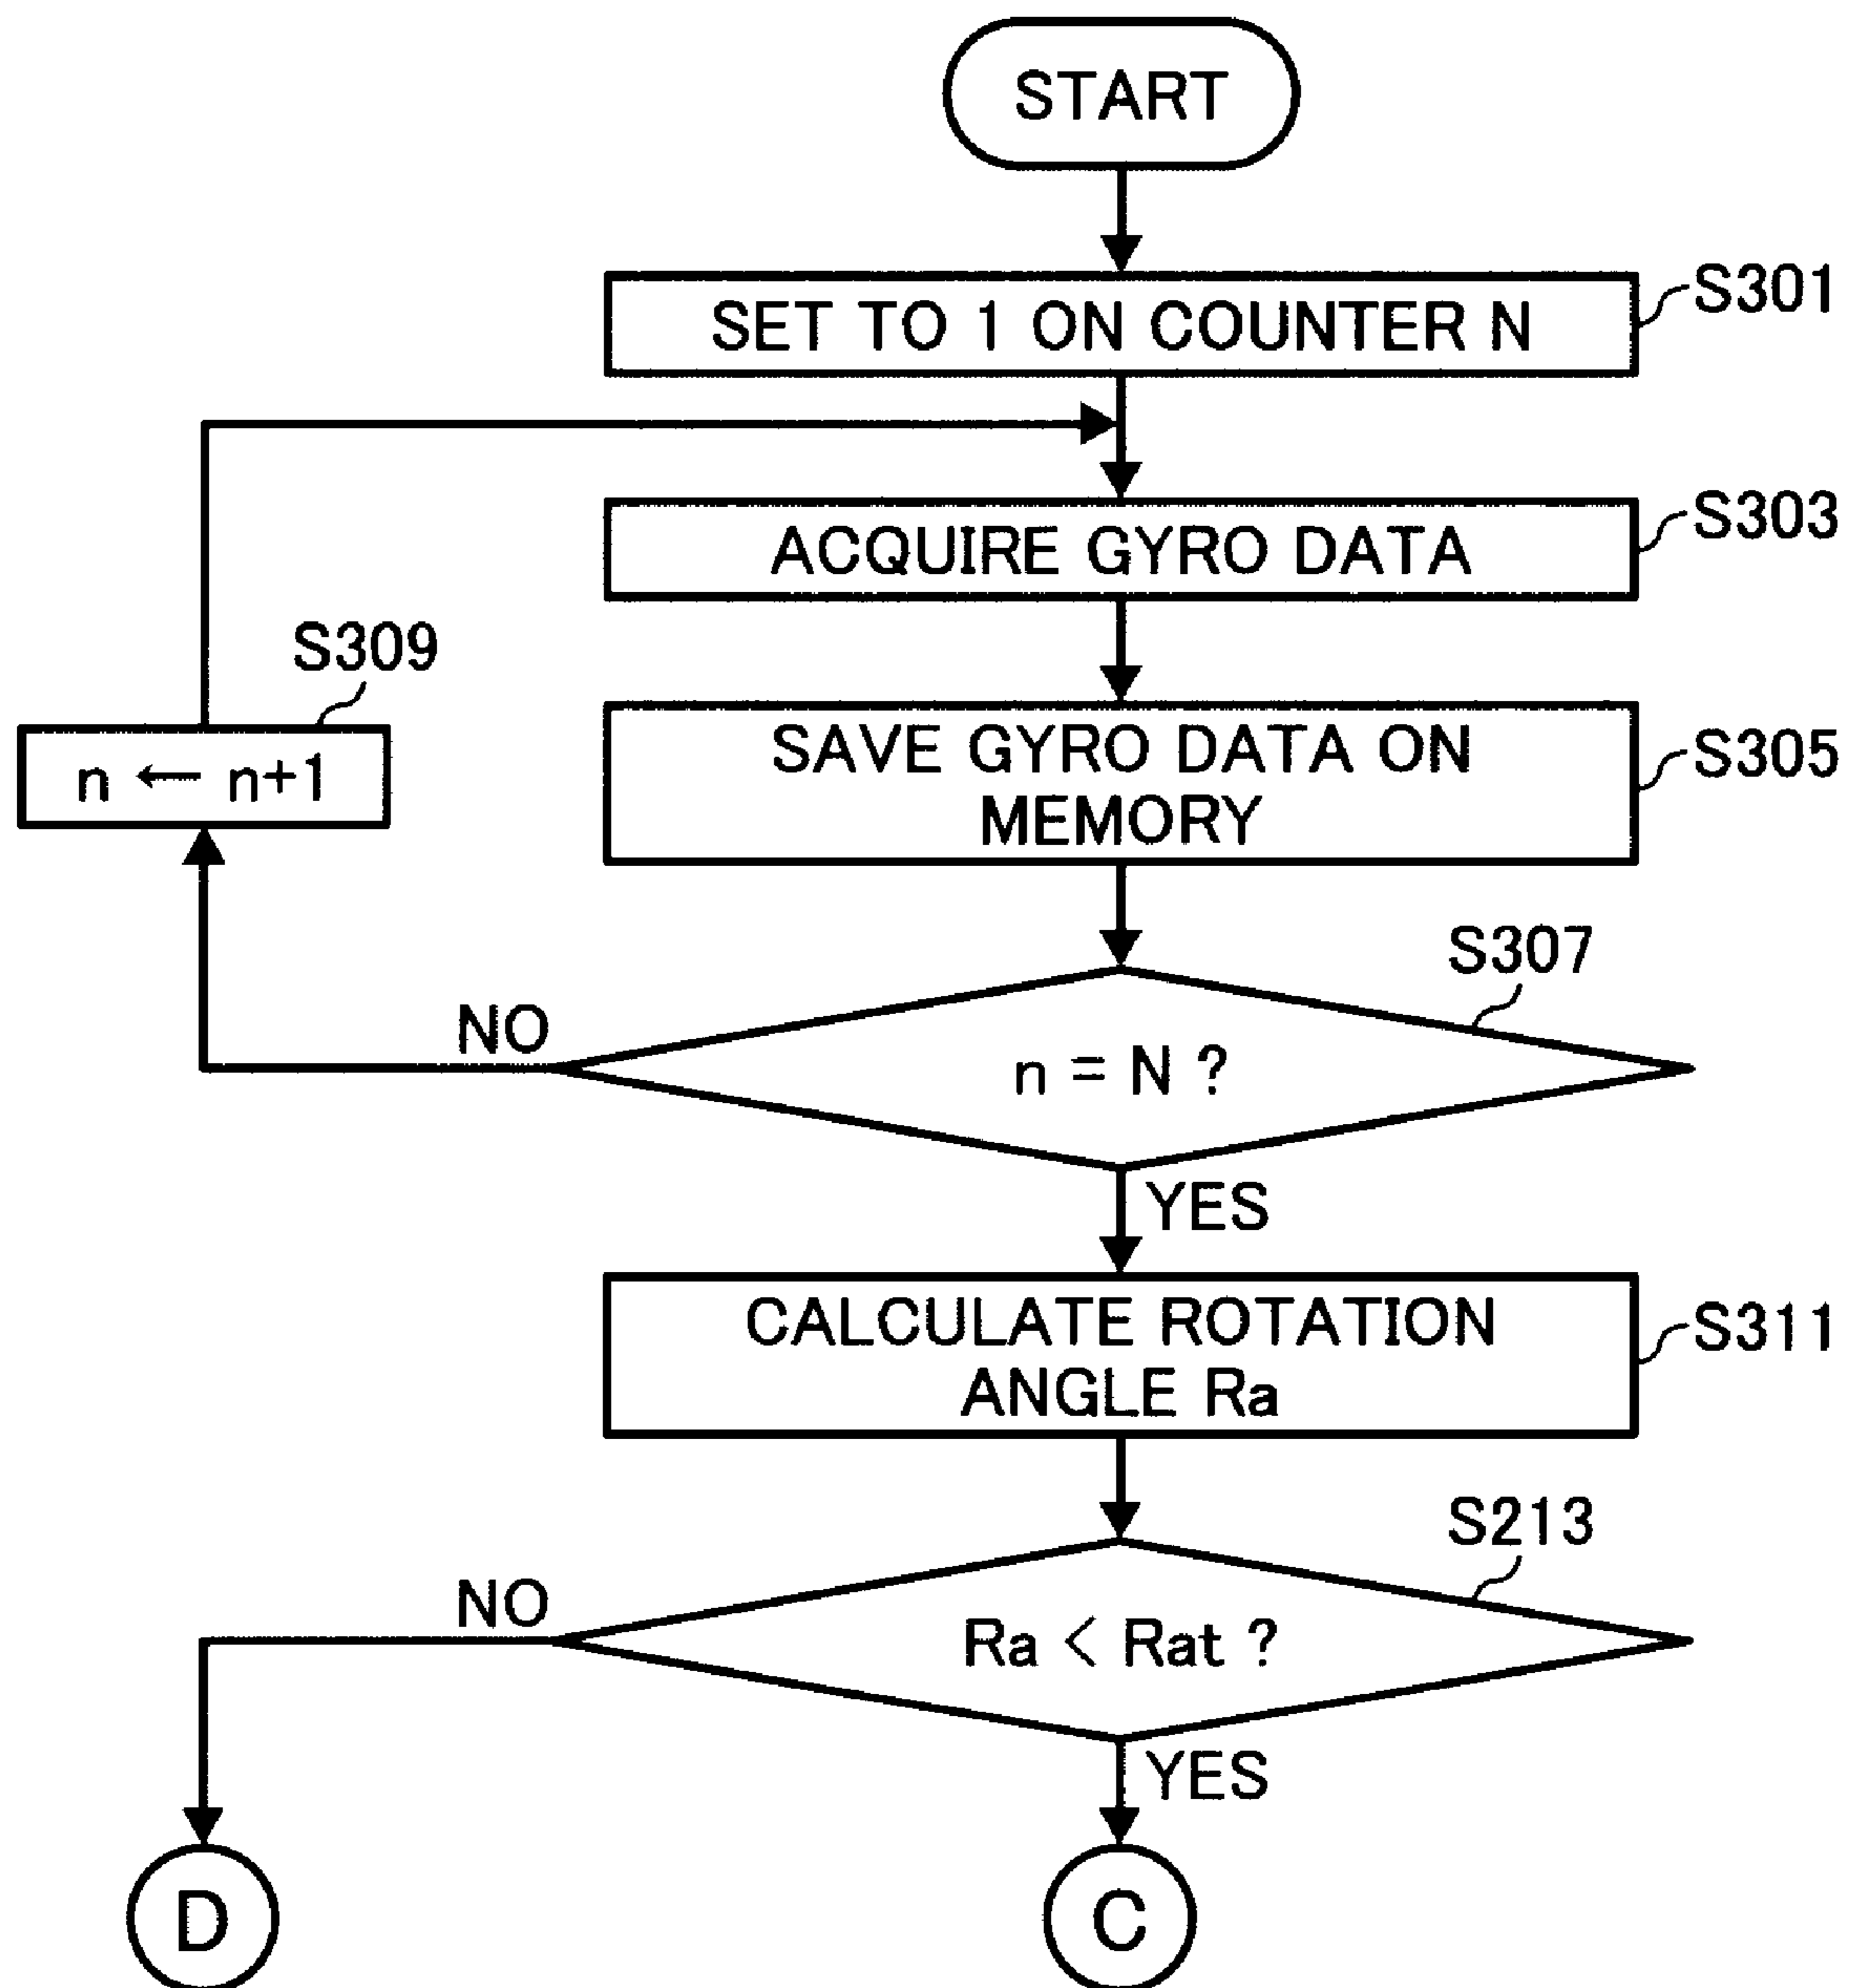 START
SET TO 1 ON COUNTER N
S301
ACQUIRE GYRO DATA
S303
S309
n ← n+1
SAVE GYRO DATA ON
MEMORY
S305
S307
NO
n = N ?
YES
CALCULATE ROTATION
ANGLE Ra
S311
S213
NO
Ra < Rat ?
YES
D
C